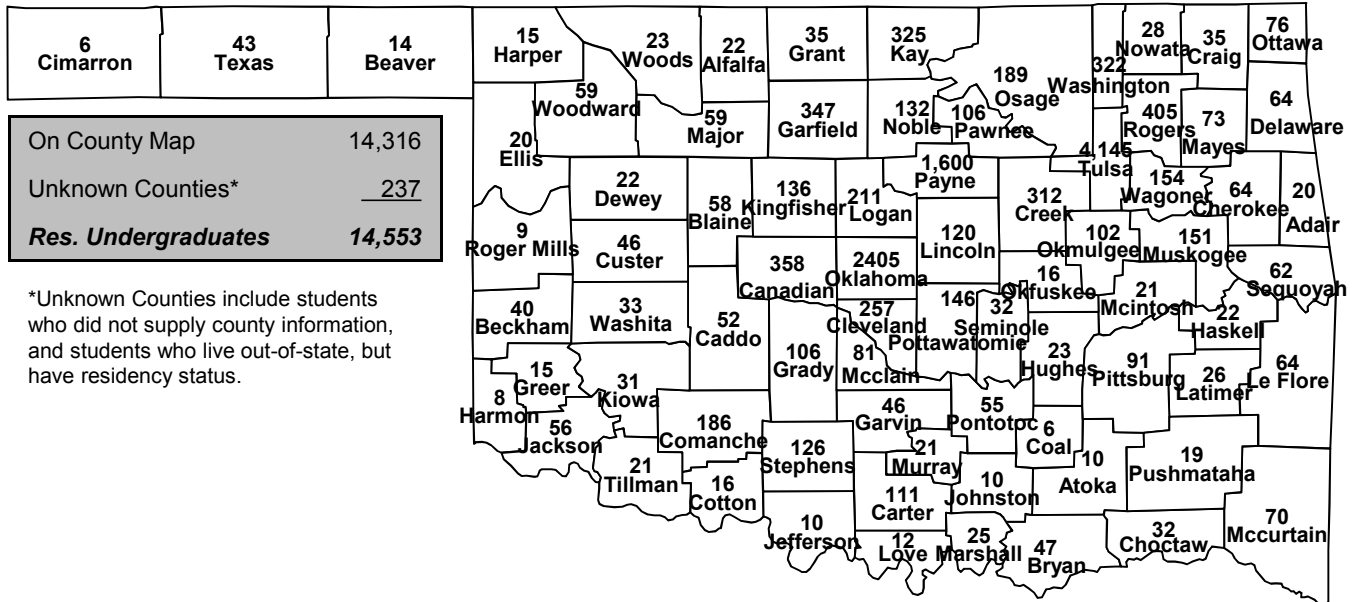 6
Cimarron
43
Texas
14
Beaver
15
Harper
23
Woods
22
Alfalfa
35
Grant
325
Kay
189
Osage
322
Washington
28
Nowata
35
Craig
76
Ottawa
59
Woodward
59
Major
347
Garfield
132
Noble
106
Pawnee
405
Rogers
73
Mayes
64
Delaware
20
Ellis
On County Map 14,316
Unknown Counties* 237
Res. Undergraduates 14,553
*Unknown Counties include students
who did not supply county information,
and students who live out-of-state, but
have residency status.
22
Dewey
58
Blaine
136
Kingfisher
211
Logan
1,600
Payne
312
Creek
4,145
Tulsa
154
Wagoner
64
Cherokee
20
Adair
9
Roger Mills
46
Custer
358
Canadian
2405
Oklahoma
120
Lincoln
102
Okmulgee
151
Muskogee
62
Sequoyah
40
Beckham
33
Washita
52
Caddo
257
Cleveland
146
Pottawatomie
32
Seminole
16
Okfuskee
21
Mcintosh
22
Haskell
15
Greer
31
Kiowa
106
Grady
81
Mcclain
23
Hughes
91
Pittsburg
26
Latimer
64
Le Flore
8
Harmon
56
Jackson
186
Comanche
46
Garvin
55
Pontotoc
6
Coal
21
Tillman
16
Cotton
126
Stephens
21
Murray
10
Johnston
10
Atoka
19
Pushmataha
111
Carter
10
Jefferson
12
Love
25
Marshall
47
Bryan
32
Choctaw
70
Mccurtain